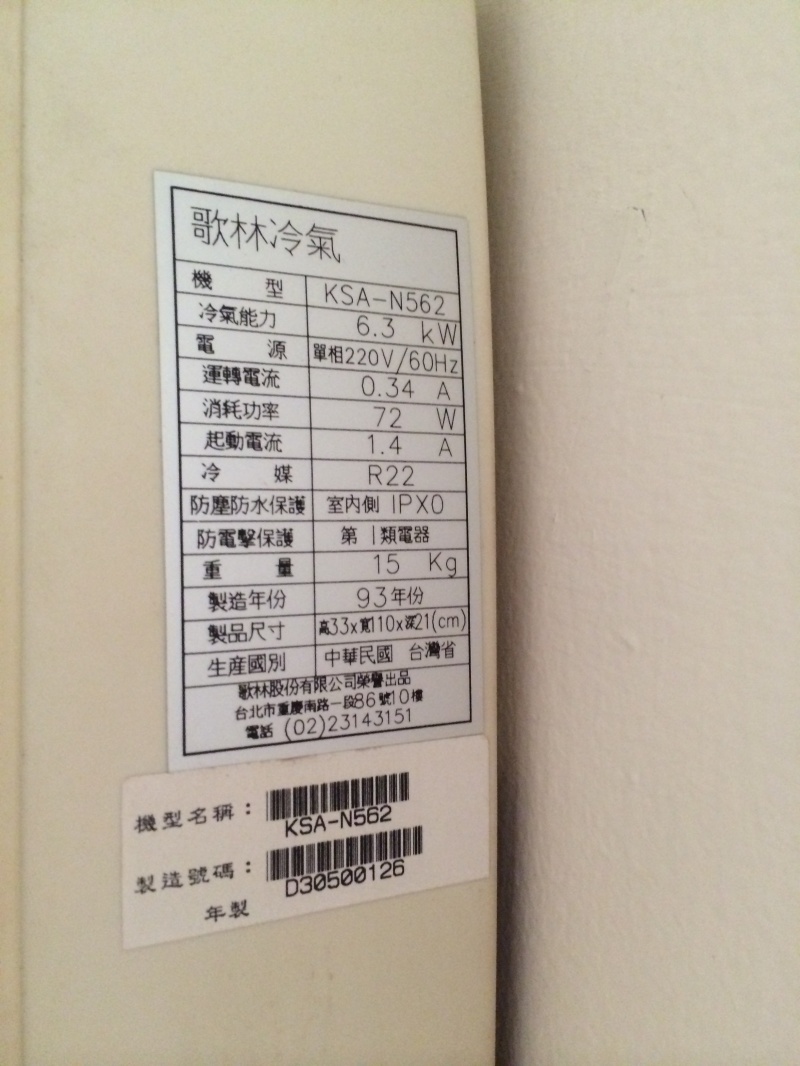 歌林冷氣
機 型 KSA-N562
冷氣能力 6.3 kW
電 源 單相220V/60Hz
運轉電流 0.34 A
消耗功率 72 W
起動電流 1.4 A
冷 媒 R22
防塵防水保護 室內側 IPX0
防電擊保護 第 I 類電器
重 量 15 Kg
製造年份 93年份
製品尺寸 高33x寬110x深21(cm)
生産國別 中華民國 台灣省
歌林股份有限公司榮譽出品
台北市重慶南路一段86號10樓
電話 (02)23143151
機型名稱：
KSA-N562
製造號碼：
D30500126
年製